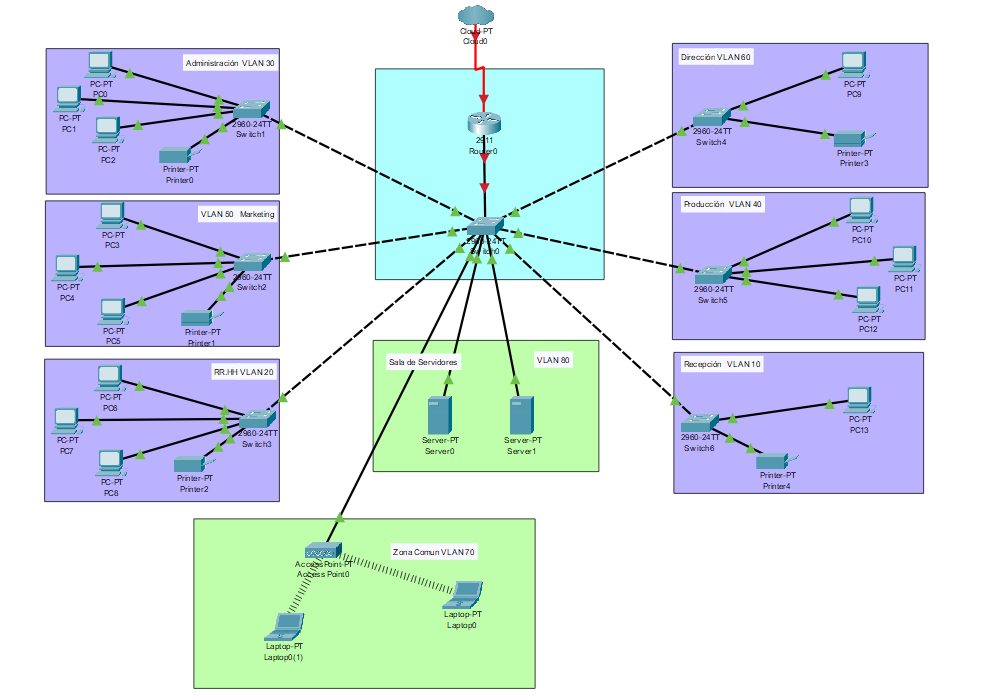 Cloud-PT
Cloud0
2911
Router0
2960-24TT
Switch0
Administración VLAN 30
PC-PT
PC0
PC-PT
PC1
PC-PT
PC2
2960-24TT
Switch1
Printer-PT
Printer0
VLAN 50 Marketing
PC-PT
PC3
PC-PT
PC4
PC-PT
PC5
2960-24TT
Switch2
Printer-PT
Printer1
RR.HH VLAN 20
PC-PT
PC6
PC-PT
PC7
PC-PT
PC8
2960-24TT
Switch3
Printer-PT
Printer2
Dirección VLAN 60
PC-PT
PC9
2960-24TT
Switch4
Printer-PT
Printer3
Producción VLAN 40
PC-PT
PC10
PC-PT
PC11
PC-PT
PC12
2960-24TT
Switch5
Recepción VLAN 10
PC-PT
PC13
2960-24TT
Switch6
Printer-PT
Printer4
Sala de Servidores
VLAN 80
Server-PT
Server0
Server-PT
Server1
Zona Comun VLAN 70
AccessPoint-PT
Access Point0
Laptop-PT
Laptop0
Laptop-PT
Laptop0(1)